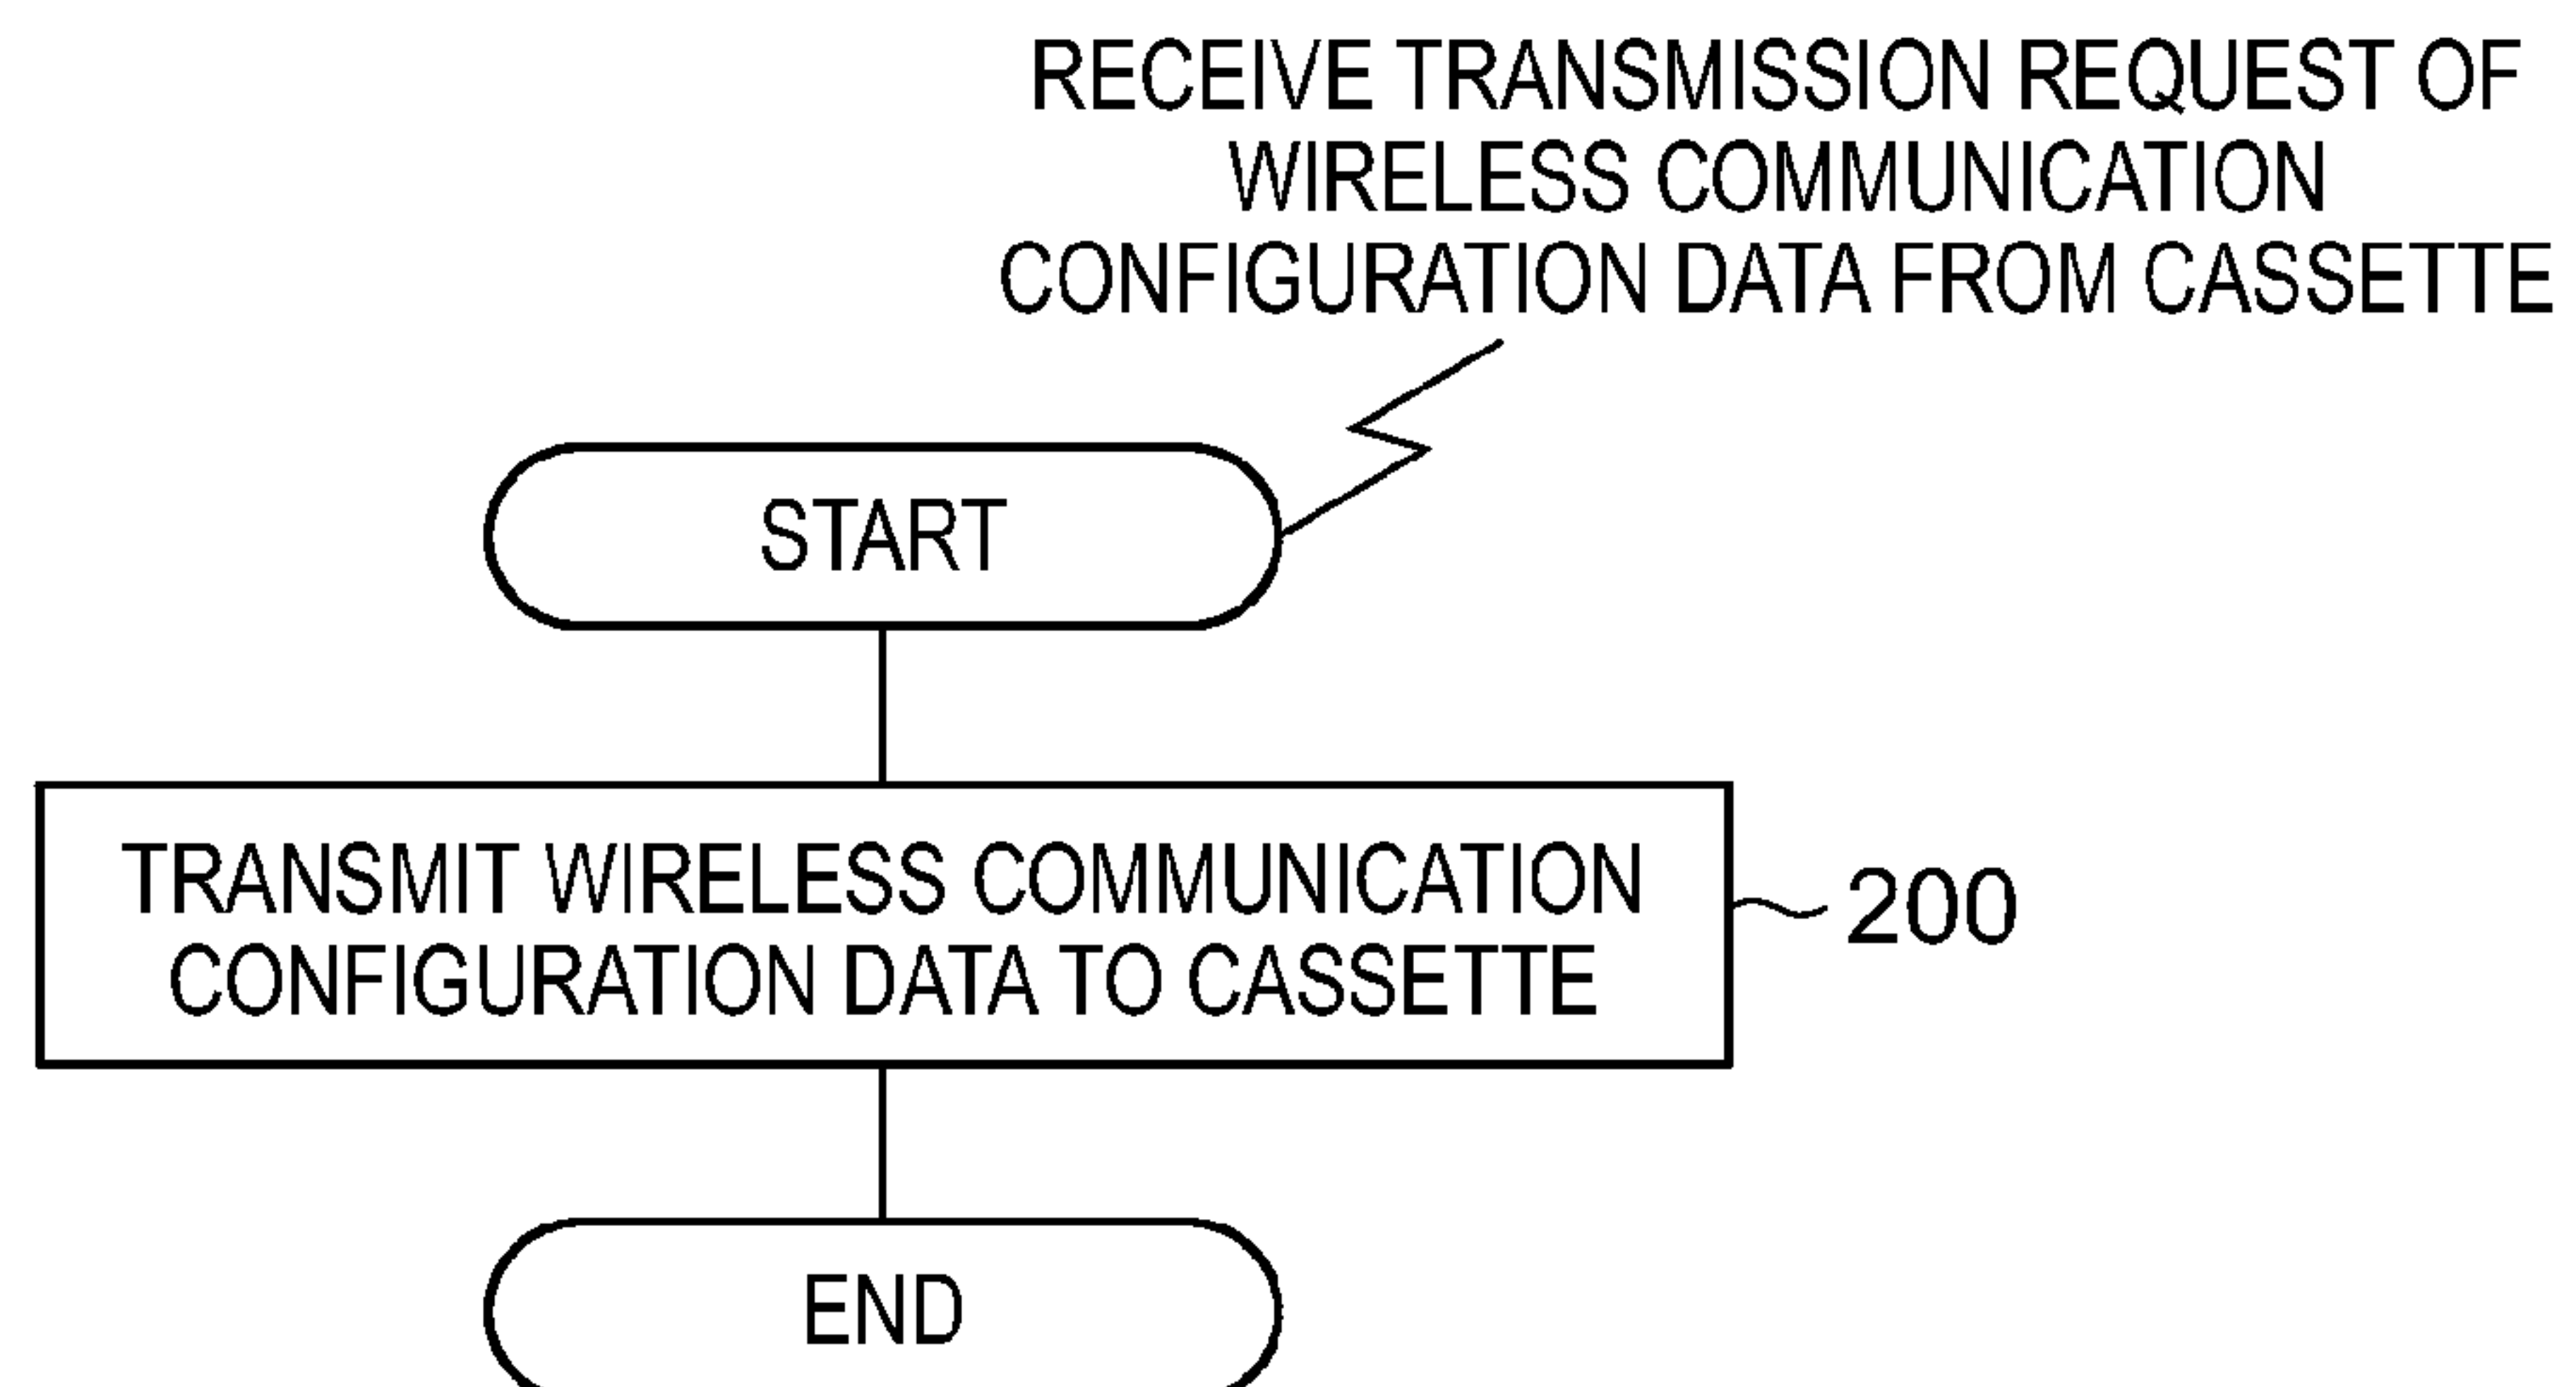 RECEIVE TRANSMISSION REQUEST OF
WIRELESS COMMUNICATION
CONFIGURATION DATA FROM CASSETTE
START
TRANSMIT WIRELESS COMMUNICATION
CONFIGURATION DATA TO CASSETTE
200
END